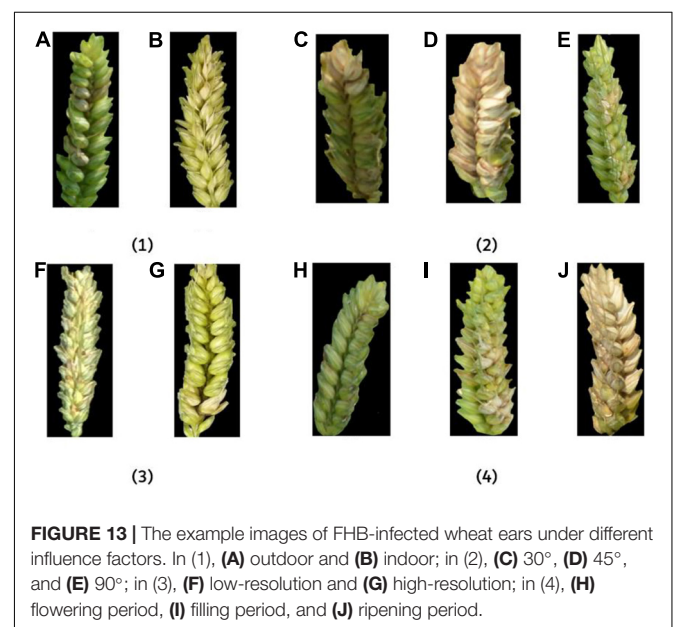 A B C D E
(1) (2)
F G H I J
(3) (4)
FIGURE 13 | The example images of FHB-infected wheat ears under different
influence factors. In (1), (A) outdoor and (B) indoor; in (2), (C) 30°, (D) 45°,
and (E) 90°; in (3), (F) low-resolution and (G) high-resolution; in (4), (H)
flowering period, (I) filling period, and (J) ripening period.